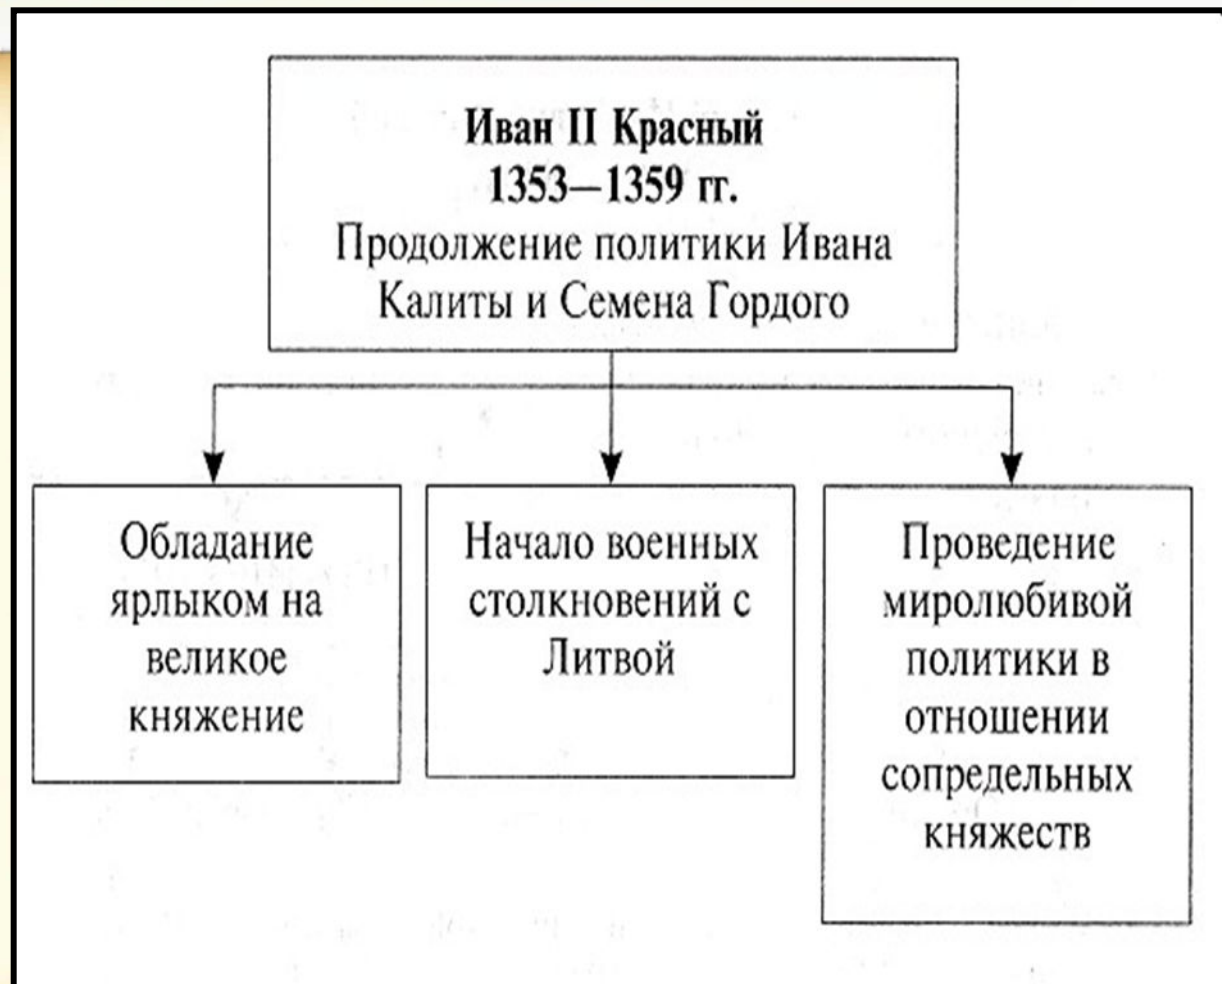 Иван II Красный
1353—1359 гг.
Продолжение политики Ивана
Калиты и Семена Гордого
Обладание
ярлыком на
великое
княжение
Начало военных
столкновений с
Литвой
Проведение
миролюбивой
политики в
отношении
сопредельных
княжеств